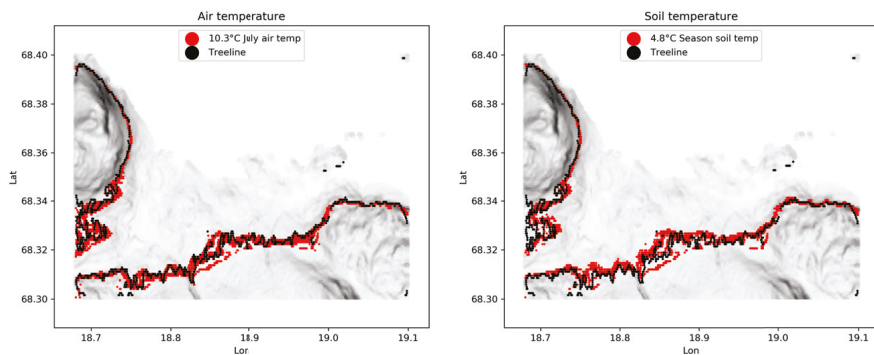 Air temperature
10.3°C July air temp
Treeline
68.40
68.38
68.36
68.34
68.32
68.30
Lat
18.7
18.8
18.9
19.0
19.1
Lor
Soil temperature
4.8°C Season soil temp
Treeline
68.40
68.38
68.36
68.34
68.32
68.30
Lat
18.7
18.8
18.9
19.0
19.1
Lon